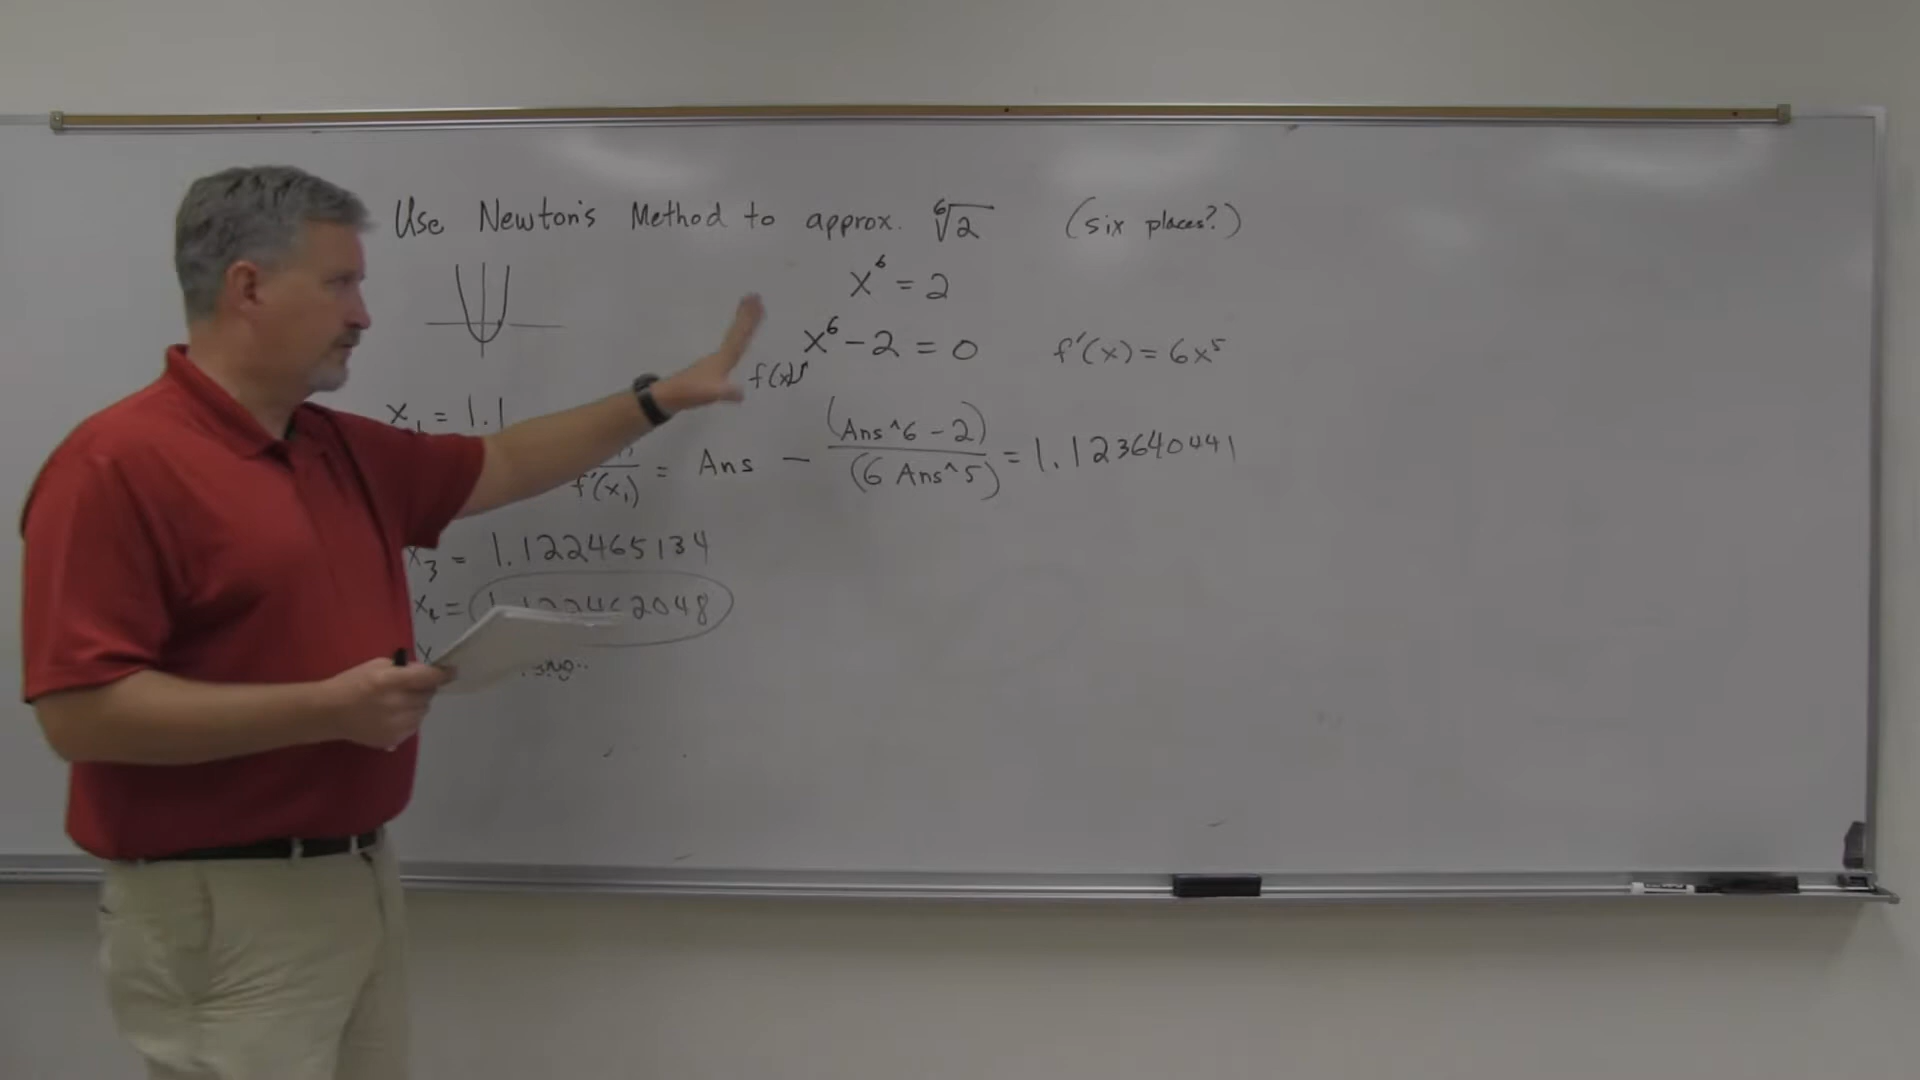 Use Newton's Method to approx. ⁶√2 (six places?)
x⁶ = 2
x⁶ - 2 = 0 f'(x) = 6x⁵
f(x)
x₁ = 1.1
f'(x₁) = Ans - (Ans^6 - 2) / (6 Ans^5) = 1.123640441
x₃ = 1.122465134
x₄ = 1.122462048